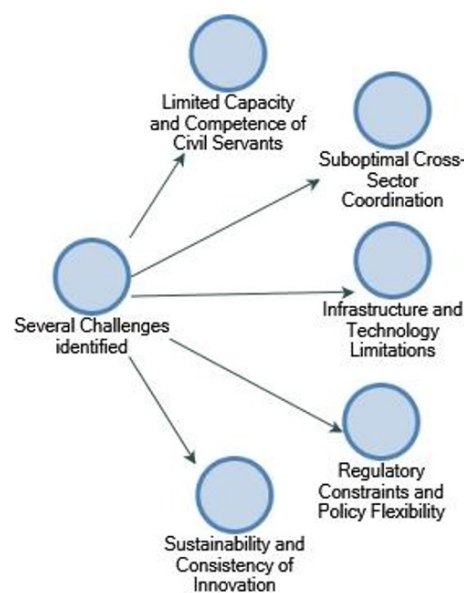 Limited Capacity
and Competence of
Civil Servants
Suboptimal Cross-
Sector
Coordination
Several Challenges
identified
Infrastructure and
Technology
Limitations
Regulatory
Constraints and
Policy Flexibility
Sustainability and
Consistency of
Innovation